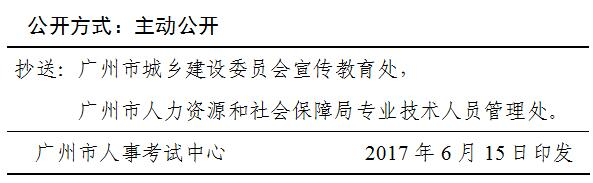 公开方式：主动公开
抄送：广州市城乡建设委员会宣传教育处，
广州市人力资源和社会保障局专业技术人员管理处。
广州市人事考试中心 2017年6月15日印发